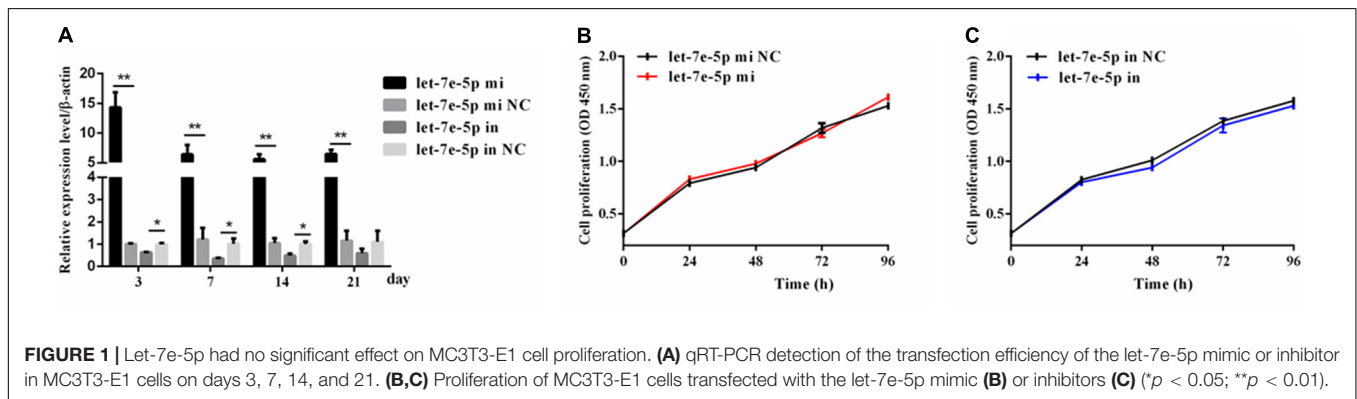 A
Relative expression level/β-actin
20
15
10
5
4
3
2
1
0
** ** ** **
* * *
3 7 14 21 day
let-7e-5p mi
let-7e-5p mi NC
let-7e-5p in
let-7e-5p in NC
B
Cell proliferation (OD 450 nm)
2.0
1.5
1.0
0.5
let-7e-5p mi NC
let-7e-5p mi
0 24 48 72 96
Time (h)
C
Cell proliferation (OD 450 nm)
2.0
1.5
1.0
0.5
let-7e-5p in NC
let-7e-5p in
0 24 48 72 96
Time (h)
FIGURE 1 | Let-7e-5p had no significant effect on MC3T3-E1 cell proliferation. (A) qRT-PCR detection of the transfection efficiency of the let-7e-5p mimic or inhibitor
in MC3T3-E1 cells on days 3, 7, 14, and 21. (B,C) Proliferation of MC3T3-E1 cells transfected with the let-7e-5p mimic (B) or inhibitors (C) (*p < 0.05; **p < 0.01).